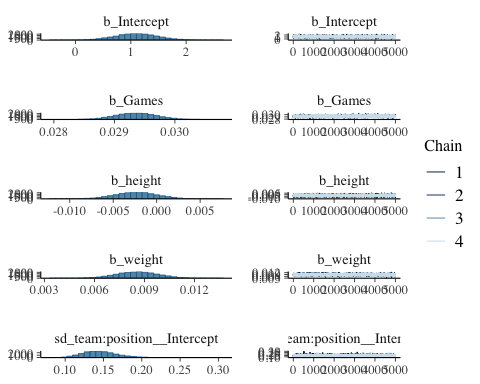 b_Intercept
b_Intercept
0 1 2
0 1000 2000 3000 4000 5000
b_Games
b_Games
0.028 0.029 0.030
0 1000 2000 3000 4000 5000
Chain
1
2
3
4
b_height
b_height
-0.010 -0.005 0.000 0.005
0 1000 2000 3000 4000 5000
b_weight
b_weight
0.003 0.006 0.009 0.012
0 1000 2000 3000 4000 5000
sd_team:position__Intercept
eam:position__Inter
0.10 0.15 0.20 0.25 0.30
0 1000 2000 3000 4000 5000